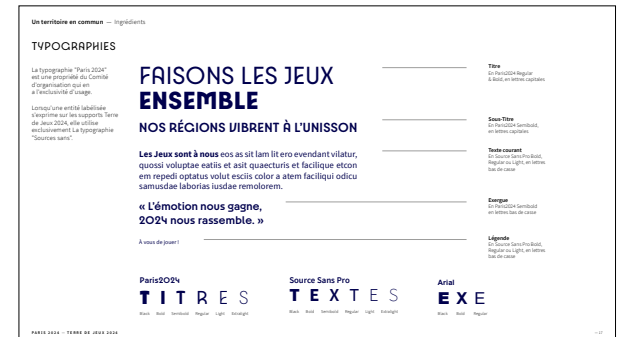 Un territoire en commun — Ingrédients
TYPOGRAPHIES
La typographie "Paris 2024"
est une propriété du Comité
d'organisation qui en
a l'exclusivité d'usage.
Lorsqu'une entité labélisée
s'exprime sur les supports Terre
de Jeux 2024, elle utilise
exclusivement La typographie
"Sources sans".
FAISONS LES JEUX
ENSEMBLE
NOS RÉGIONS VIBRENT À L'UNISSON
Les Jeux sont à nous eos as sit lam lit ero evendant vilatur,
quossi voluptae eatiis et asit quaecturis et facilique etcon
em repedi optatus volut esciis color a atem faciliqui odicu
samusdae laborias iusdae remolorem.
« L'émotion nous gagne,
2024 nous rassemble. »
À vous de jouer !
Titre
En Paris2024 Regular
& Bold, en lettres capitales
Sous-Titre
En Paris2024 Semibold,
en lettres capitales
Texte courant
En Source Sans Pro Bold,
Regular ou Light, en lettres
bas de casse
Exergue
En Paris2024 Semibold
en lettres bas de casse
Légende
En Source Sans Pro Bold,
Regular ou Light, en lettres
bas de casse
Paris2024
TITRES
Black Bold Semibold Regular Light Extralight
Source Sans Pro
TEXTES
Black Bold Semibold Regular Light Extralight
Arial
EXE
Black Bold Regular
PARIS 2024 — TERRE DE JEUX 2024
— 17